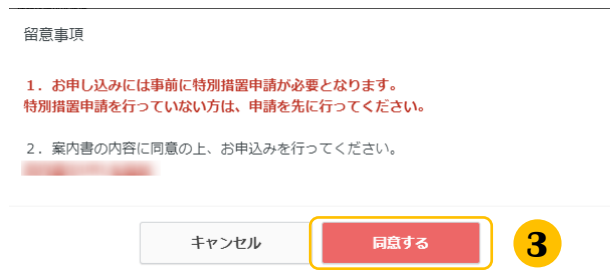 留意事項
１．お申し込みには事前に特別措置申請が必要となります。
特別措置申請を行っていない方は、申請を先に行ってください。
２．案内書の内容に同意の上、お申込みを行ってください。
キャンセル
同意する
3